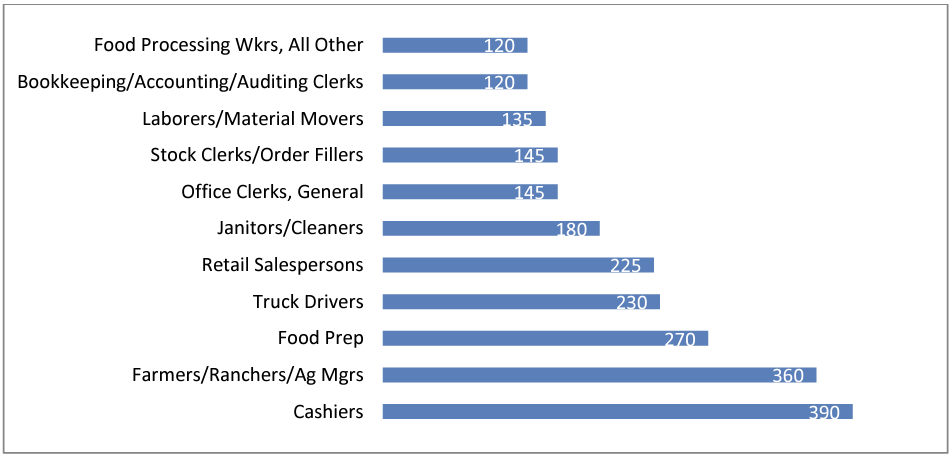 Food Processing Wkrs, All Other 120
Bookkeeping/Accounting/Auditing Clerks 120
Laborers/Material Movers 135
Stock Clerks/Order Fillers 145
Office Clerks, General 145
Janitors/Cleaners 180
Retail Salespersons 225
Truck Drivers 230
Food Prep 270
Farmers/Ranchers/Ag Mgrs 360
Cashiers 390